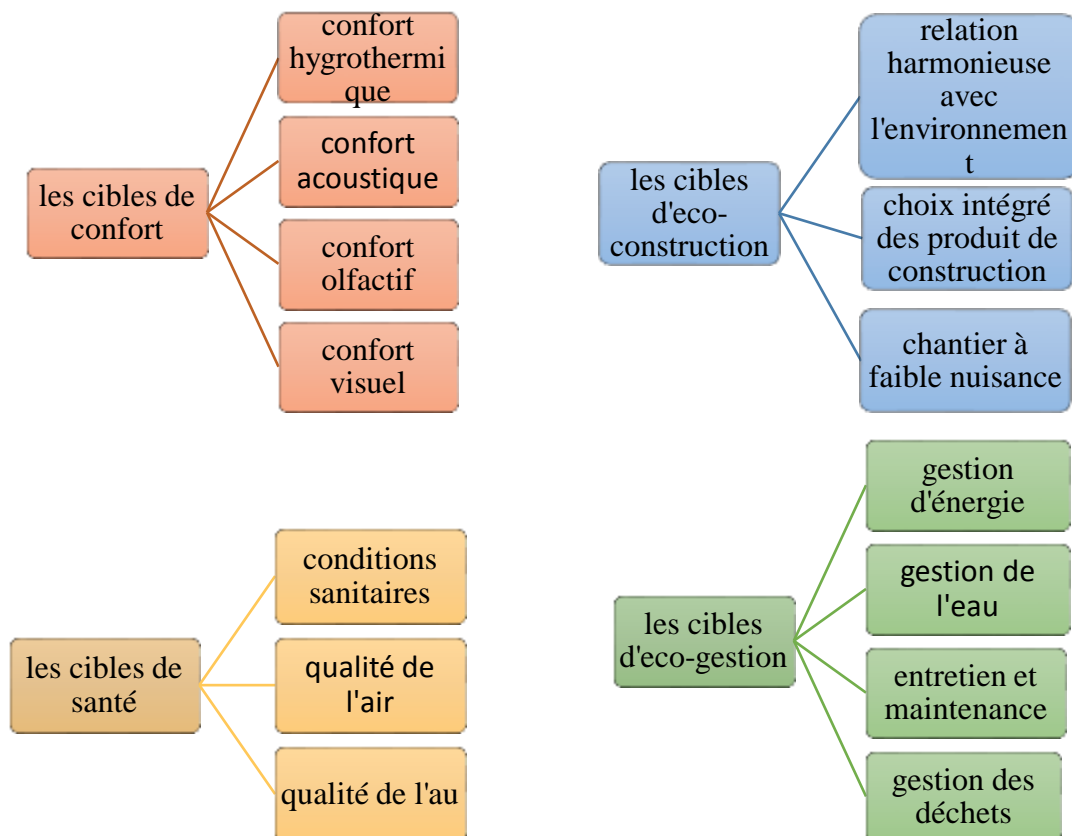 les cibles de
confort
confort
hygrothermi
que
confort
acoustique
confort
olfactif
confort
visuel
les cibles
d'eco-
construction
relation
harmonieuse
avec
l'environnemen
t
choix intégré
des produit de
construction
chantier à
faible nuisance
les cibles de
santé
conditions
sanitaires
qualité de
l'air
qualité de l'au
les cibles
d'eco-gestion
gestion
d'énergie
gestion de
l'eau
entretien et
maintenance
gestion des
déchets